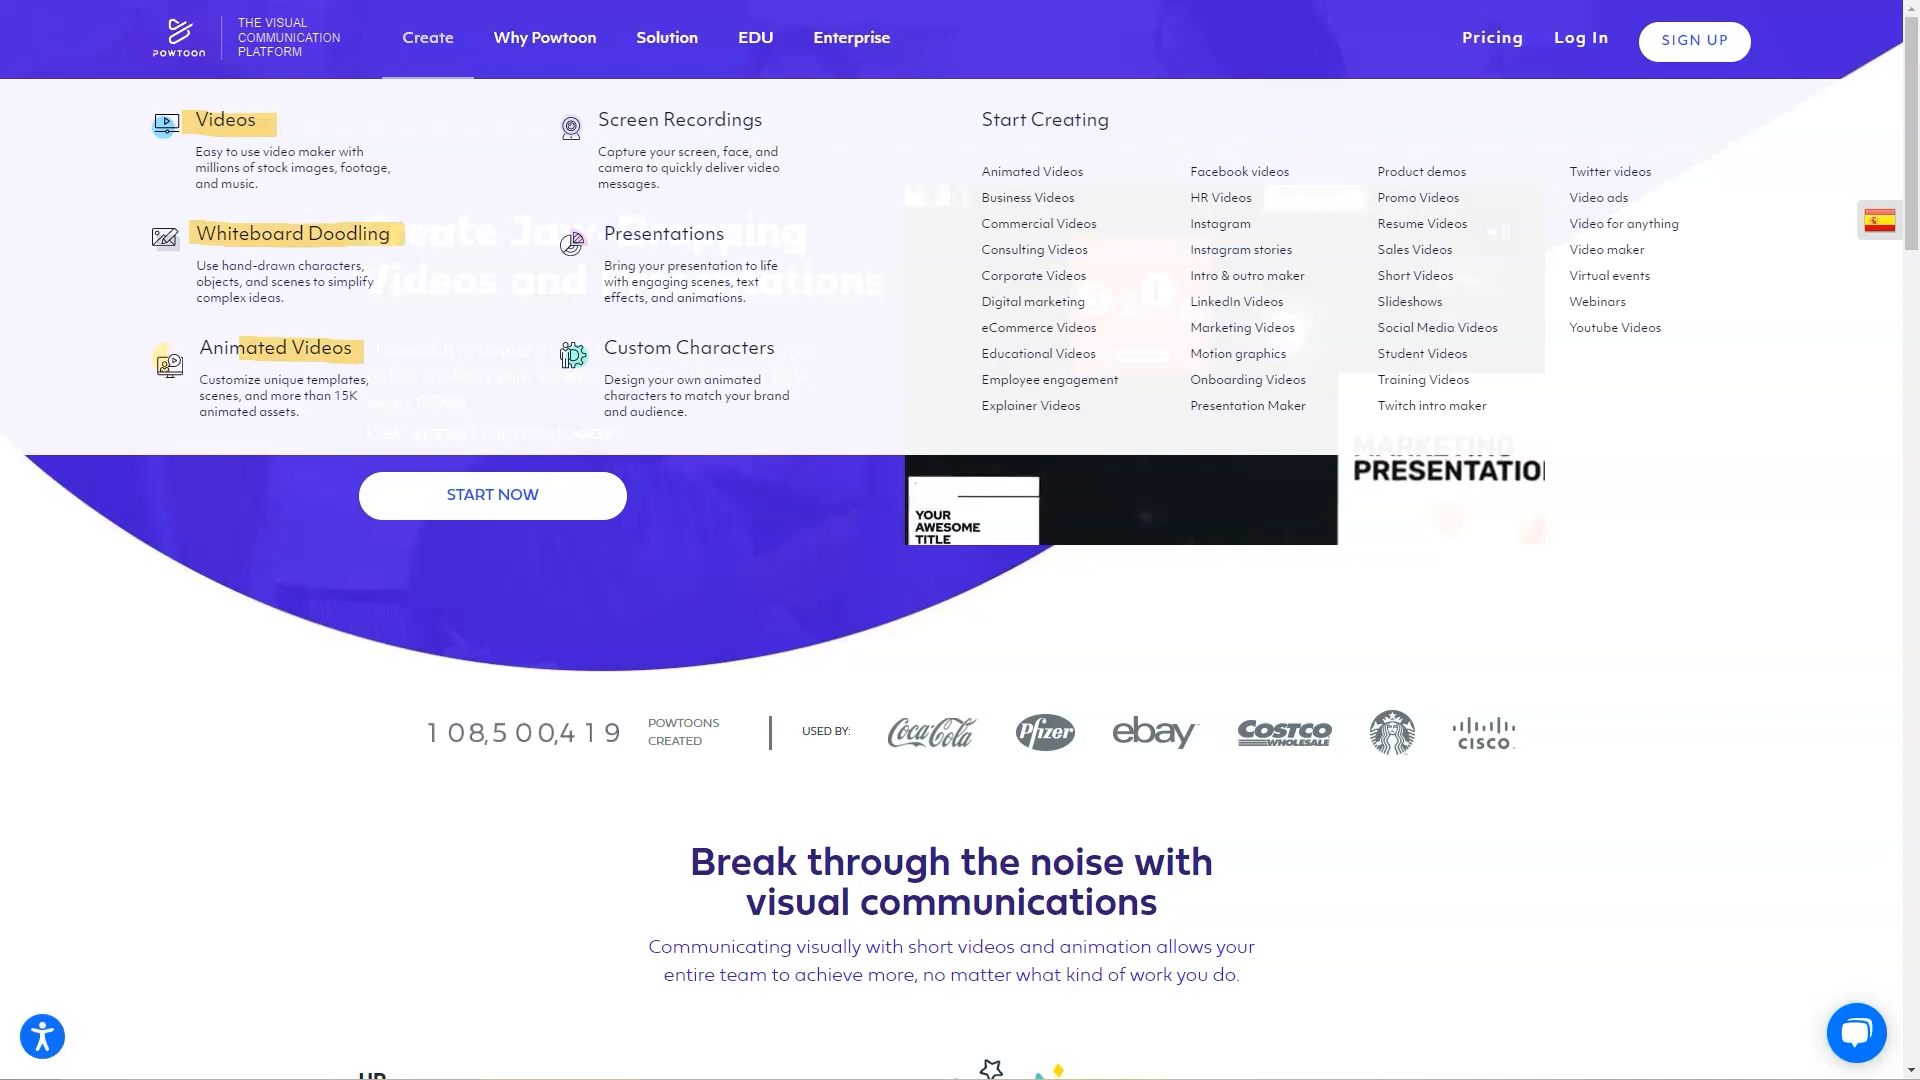 POWTOON
THE VISUAL
COMMUNICATION
PLATFORM
Create
Why Powtoon
Solution
EDU
Enterprise
Pricing
Log In
SIGN UP
Videos
Easy to use video maker with
millions of stock images, footage,
and music.
Whiteboard Doodling
Use hand-drawn characters,
objects, and scenes to simplify
complex ideas.
Animated Videos
Customize unique templates,
scenes, and more than 15K
animated assets.
Screen Recordings
Capture your screen, face, and
camera to quickly deliver video
messages.
Presentations
Bring your presentation to life
with engaging scenes, text
effects, and animations.
Custom Characters
Design your own animated
characters to match your brand
and audience.
Start Creating
Animated Videos
Business Videos
Commercial Videos
Consulting Videos
Corporate Videos
Digital marketing
eCommerce Videos
Educational Videos
Employee engagement
Explainer Videos
Facebook videos
HR Videos
Instagram
Instagram stories
Intro & outro maker
LinkedIn Videos
Marketing Videos
Motion graphics
Onboarding Videos
Presentation Maker
Product demos
Promo Videos
Resume Videos
Sales Videos
Short Videos
Slideshows
Social Media Videos
Student Videos
Training Videos
Twitch intro maker
Twitter videos
Video ads
Video for anything
Video maker
Virtual events
Webinars
Youtube Videos
Videos and
START NOW
YOUR
AWESOME
TITLE
MARKETING
PRESENTATIO
108,500,419
POWTOONS
CREATED
USED BY:
Coca-Cola
Pfizer
ebay
COSTCO
WHOLESALE
CISCO
Break through the noise with
visual communications
Communicating visually with short videos and animation allows your
entire team to achieve more, no matter what kind of work you do.